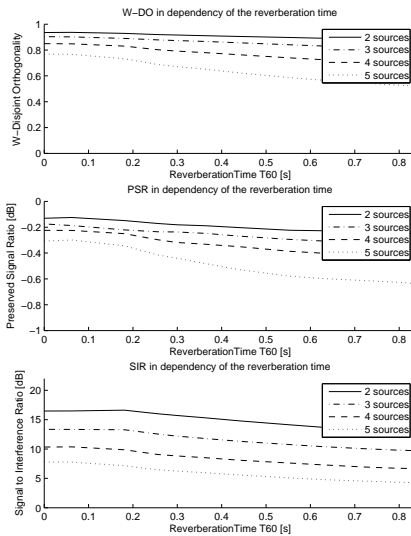 W−DO in dependency of the reverberation time
W−Disjoint Orthogonality
1
0.8
0.6
0.4
0.2
0
2 sources
3 sources
4 sources
5 sources
0 0.1 0.2 0.3 0.4 0.5 0.6 0.7 0.8
ReverberationTime T60 [s]
PSR in dependency of the reverberation time
Preserved Signal Ratio [dB]
0
−0.2
−0.4
−0.6
−0.8
−1
2 sources
3 sources
4 sources
5 sources
0 0.1 0.2 0.3 0.4 0.5 0.6 0.7 0.8
ReverberationTime T60 [s]
SIR in dependency of the reverberation time
Signal to Interference Ratio [dB]
20
15
10
5
0
2 sources
3 sources
4 sources
5 sources
0 0.1 0.2 0.3 0.4 0.5 0.6 0.7 0.8
ReverberationTime T60 [s]